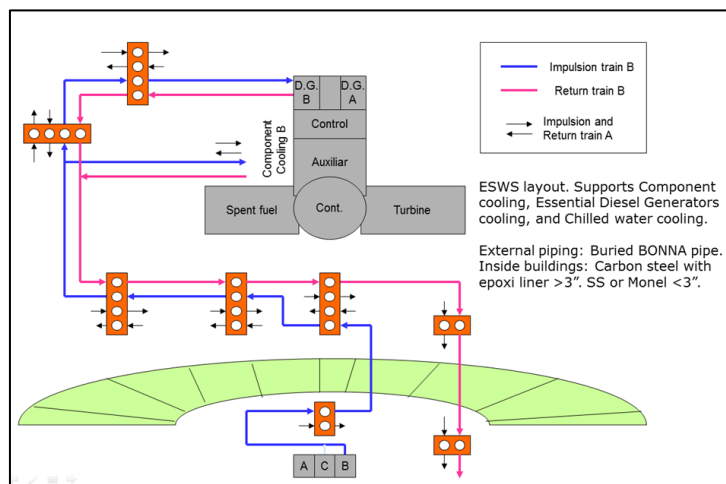 D.G.
B
D.G.
A
Control
Component
Cooling B
Auxiliar
Spent fuel
Cont.
Turbine
A
C
B
Impulsion train B
Return train B
Impulsion and
Return train A
ESWS layout. Supports Component
cooling, Essential Diesel Generators
cooling, and Chilled water cooling.
External piping: Buried BONNA pipe.
Inside buildings: Carbon steel with
epoxi liner >3”. SS or Monel <3”.